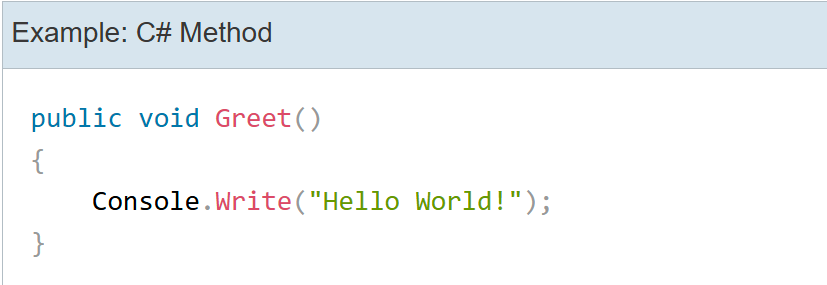 Example: C# Method
public void Greet()
{
    Console.Write("Hello World!");
}